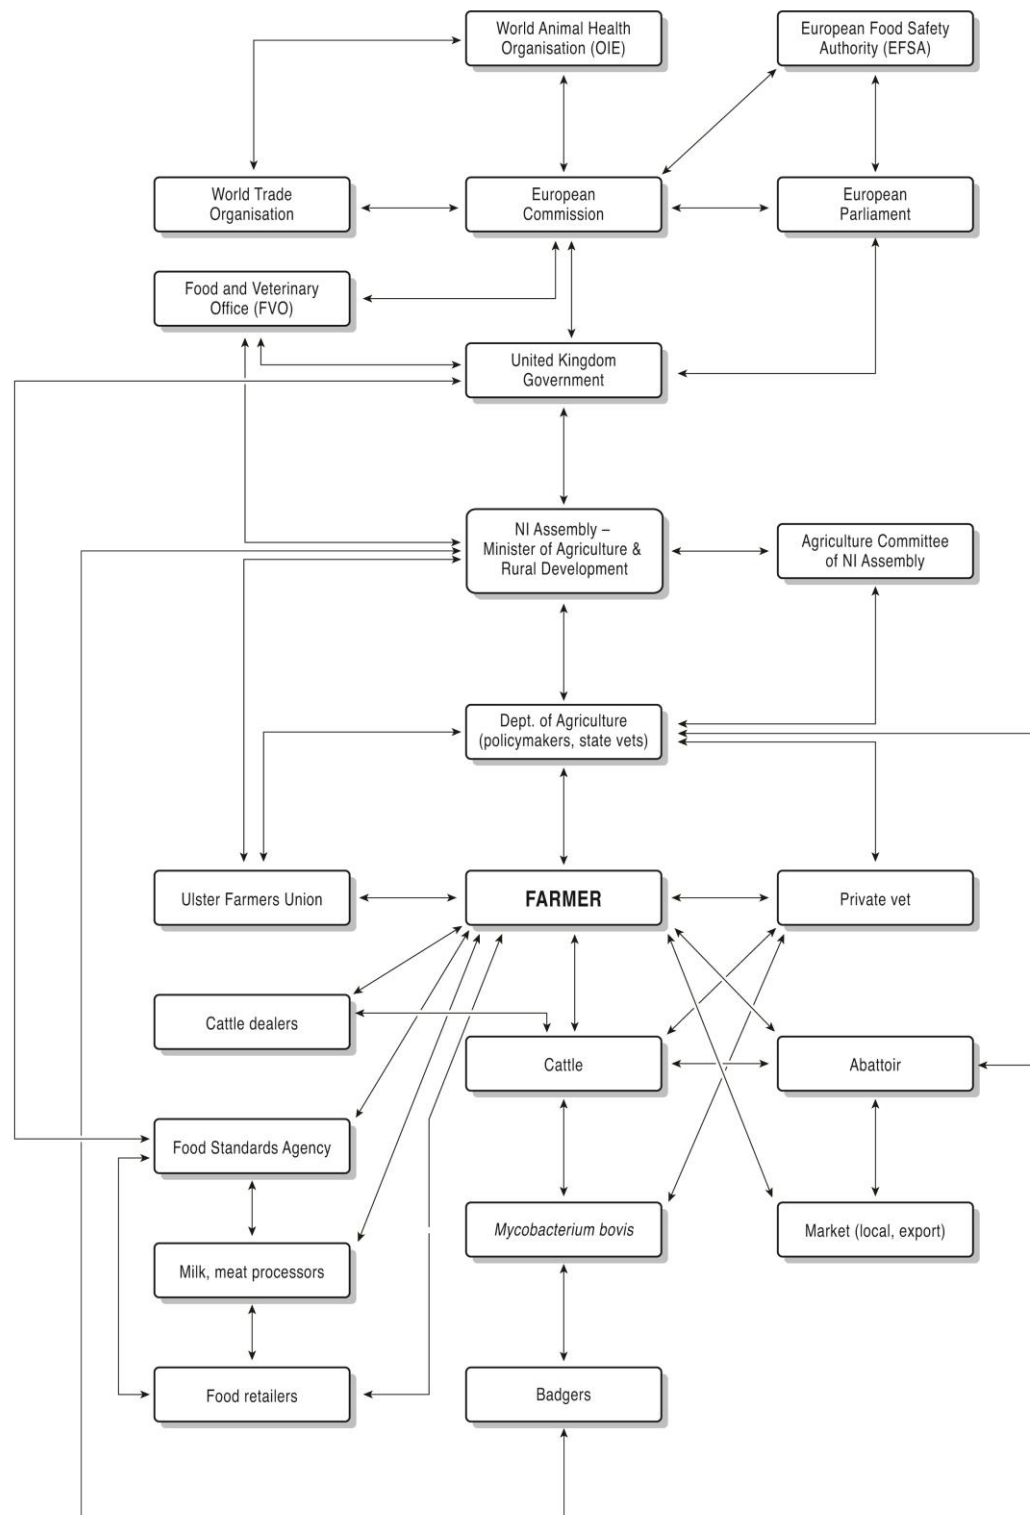 World Animal Health
Organisation (OIE)
European Food Safety
Authority (EFSA)
World Trade
Organisation
European
Commission
European
Parliament
Food and Veterinary
Office (FVO)
United Kingdom
Government
NI Assembly –
Minister of Agriculture &
Rural Development
Agriculture Committee
of NI Assembly
Dept. of Agriculture
(policymakers, state vets)
Ulster Farmers Union
FARMER
Private vet
Cattle dealers
Cattle
Abattoir
Food Standards Agency
Mycobacterium bovis
Market (local, export)
Milk, meat processors
Food retailers
Badgers